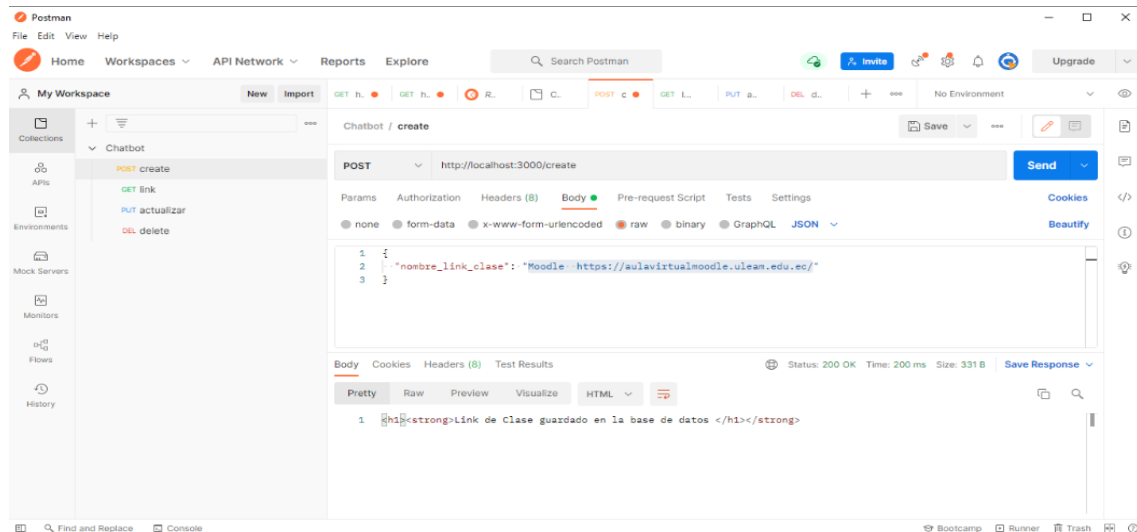 Postman
File Edit View Help
Home Workspaces API Network Reports Explore Search Postman Invite Upgrade
My Workspace New Import GET h.. GET h.. R.. C.. POST c GET l... PUT a.. DEL d.. No Environment
Collections
APIs
Environments
Mock Servers
Monitors
Flows
History
Chatbot
POST create
GET link
PUT actualizar
DEL delete
Chatbot / create Save
POST http://localhost:3000/create Send
Params Authorization Headers (8) Body Pre-request Script Tests Settings Cookies
none form-data x-www-form-urlencoded raw binary GraphQL JSON Beautify
1 {
2 "nombre_link_clase": "Moodle https://aulavirtualmoodle.uleam.edu.ec/"
3 }
Body Cookies Headers (8) Test Results Status: 200 OK Time: 200 ms Size: 331 B Save Response
Pretty Raw Preview Visualize HTML
1 <h1><strong>Link de Clase guardado en la base de datos </h1></strong>
Find and Replace Console Bootcamp Runner Trash